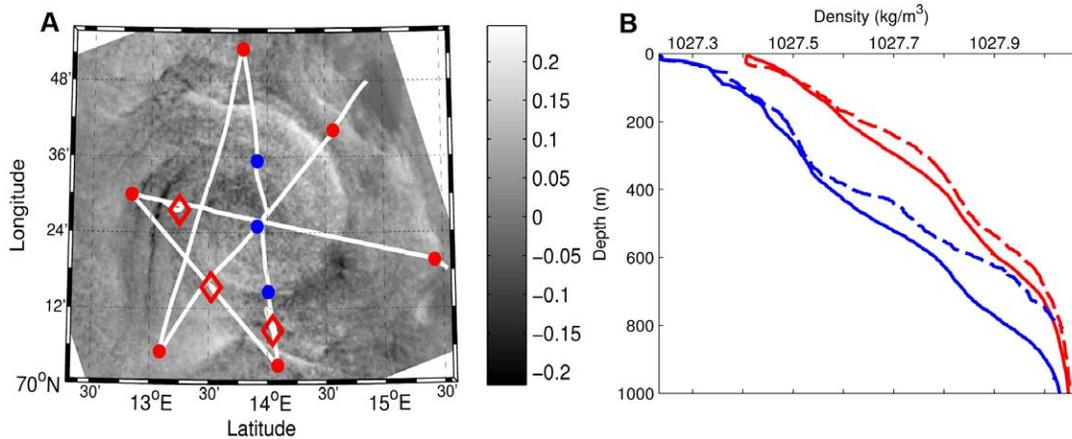 A
Longitude
48'
36'
24'
12'
70°N
30'
13°E
30'
14°E
30'
15°E
30'
Latitude
0.2
0.15
0.1
0.05
0
−0.05
−0.1
−0.15
−0.2
B
Density (kg/m³)
1027.3 1027.5 1027.7 1027.9
Depth (m)
0
200
400
600
800
1000